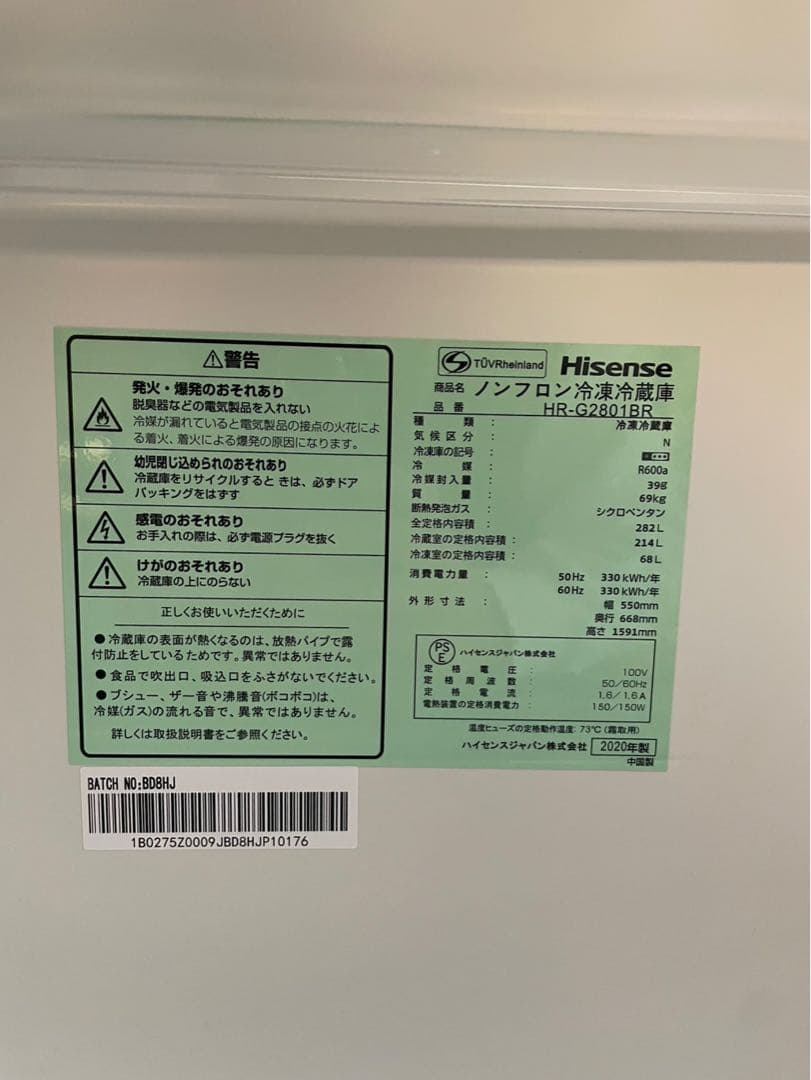 警告
発火・爆発のおそれあり
脱臭器などの電気製品を入れない
冷媒が漏れていると電気製品の接点の火花によ
る着火、着火による爆発の原因になります。
幼児閉じ込められのおそれあり
冷蔵庫をリサイクルすると きは、必ずドア
パッキングをはずす
感電のおそれあり
お手入れの際は、必ず電源プラグを抜く
けがのおそれあり
冷蔵庫の上にのらない
正しくお使いいただくために
●冷蔵庫の表面が熱くなるのは、放熱パイプで露
付防止をしているためです。異常ではありません。
●食品で吹出口、吸込口をふさがないでください。
●ブシュー、ザー音や沸騰音(ボコボコ)は、
冷媒(ガス)の流れる音で、異常ではありません。
詳しくは取扱説明書をご参照ください。
TÜVRheinland Hisense
商品名 ノンフロン冷凍冷蔵庫
品番 HR-G2801BR
種類 : 冷凍冷蔵庫
気候区分 : N
冷凍庫の記号 :
冷媒 : R600a
冷媒封入量 : 39g
質量 : 69kg
断熱発泡ガス : シクロペンタン
全定格内容積 : 282L
冷蔵室の定格内容積 : 214L
冷凍室の定格内容積 : 68L
消費電力量 : 50Hz 330kWh/年
60Hz 330kWh/年
外形寸法 : 幅 550mm
奥行 668mm
高さ 1591mm
PSE ハイセンスジャパン株式会社
定格電圧 : 100V
定格周波数 : 50/60Hz
定格電流 : 1.6/1.6A
電熱装置の定格消費電力 : 150/150W
温度ヒューズの定格動作温度: 73℃(霜取用)
ハイセンスジャパン株式会社 2020年製
中国製
BATCH NO:BD8HJ
1B0275Z0009JBD8HJP10176